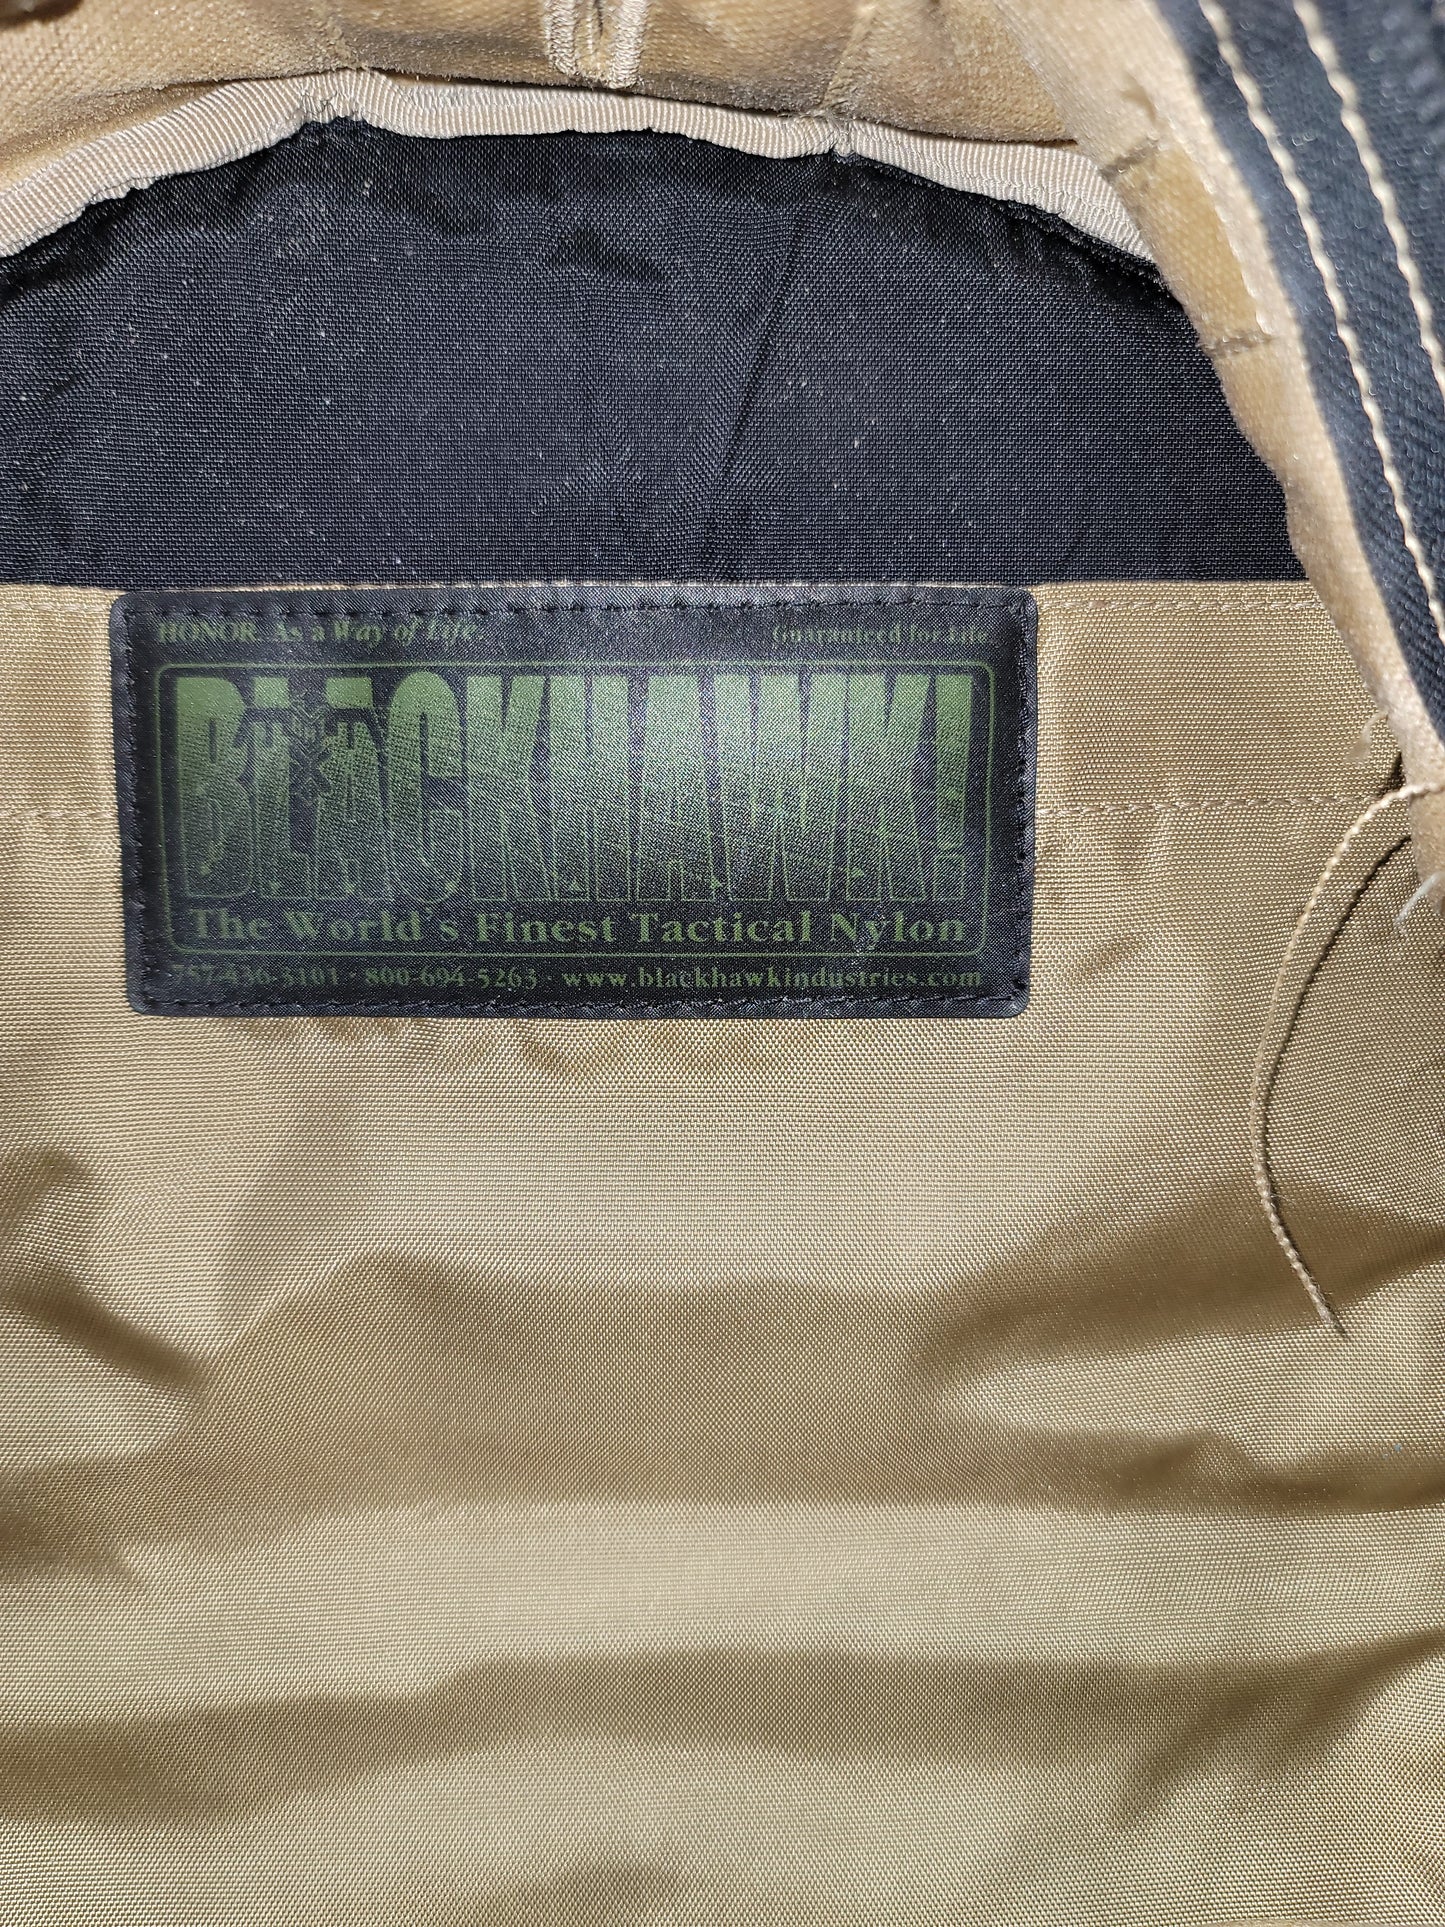 HONOR As a Way of Life. Guaranteed for Life
BLACKHAWK!
The World's Finest Tactical Nylon
757-436-3101 · 800-694-5263 · www.blackhawkindustries.com